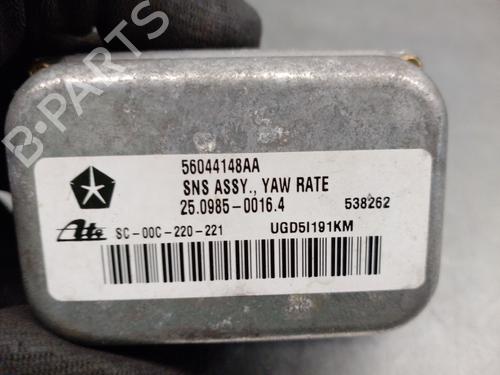 B-PARTS
56044148AA
SNS ASSY., YAW RATE
25.0985-0016.4 538262
Ate SC-00C-220-221 UGD5I191KM